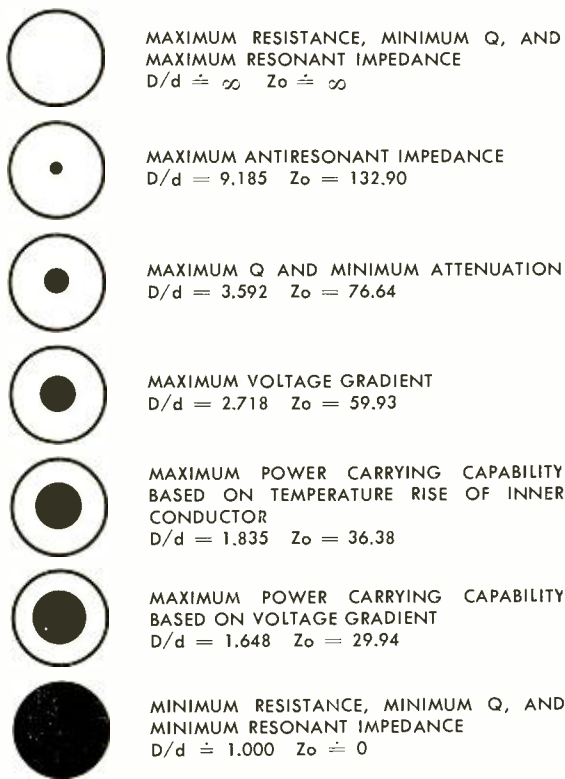 MAXIMUM RESISTANCE, MINIMUM Q, AND
MAXIMUM RESONANT IMPEDANCE
D/d ≐ ∞ Zo ≐ ∞
MAXIMUM ANTIRESONANT IMPEDANCE
D/d = 9.185 Zo = 132.90
MAXIMUM Q AND MINIMUM ATTENUATION
D/d = 3.592 Zo = 76.64
MAXIMUM VOLTAGE GRADIENT
D/d = 2.718 Zo = 59.93
MAXIMUM POWER CARRYING CAPABILITY
BASED ON TEMPERATURE RISE OF INNER
CONDUCTOR
D/d = 1.835 Zo = 36.38
MAXIMUM POWER CARRYING CAPABILITY
BASED ON VOLTAGE GRADIENT
D/d = 1.648 Zo = 29.94
MINIMUM RESISTANCE, MINIMUM Q, AND
MINIMUM RESONANT IMPEDANCE
D/d ≐ 1.000 Zo ≐ 0